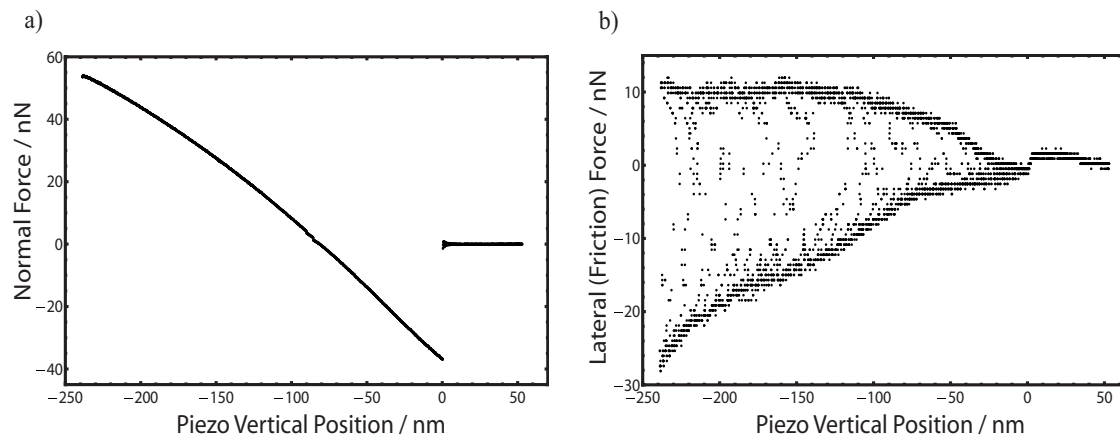 a)
60
40
20
0
−20
−40
Normal Force / nN
−250 −200 −150 −100 −50 0 50
Piezo Vertical Position / nm
b)
10
0
−10
−20
−30
Lateral (Friction) Force / nN
−250 −200 −150 −100 −50 0 50
Piezo Vertical Position / nm